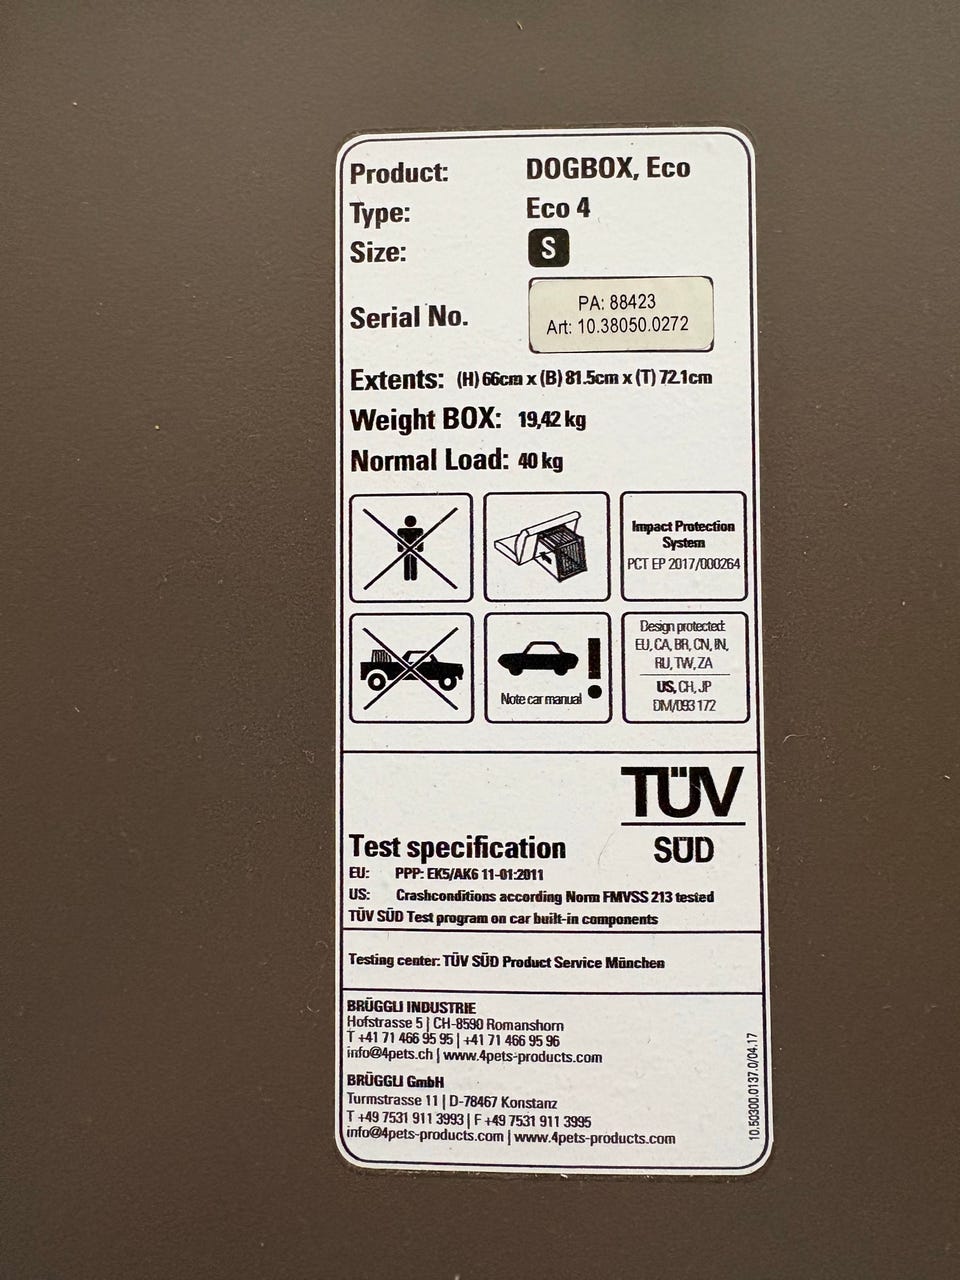 Product: DOGBOX, Eco
Type: Eco 4
Size: S
Serial No. PA: 88423
Art: 10.38050.0272
Extents: (H) 66cm x (B) 81.5cm x (T) 72.1cm
Weight BOX: 19,42 kg
Normal Load: 40 kg
Impact Protection
System
PCT EP 2017/000264
Note car manual
!
Design protected:
EU, CA, BR, CN, IN,
RU, TW, ZA
US, CH, JP
DM/093 172
TÜV
SÜD
Test specification
EU: PPP: EK5/AK6 11-01:2011
US: Crashconditions according Norm FMVSS 213 tested
TÜV SÜD Test program on car built-in components
Testing center: TÜV SÜD Product Service München
BRÜGGLI INDUSTRIE
Hofstrasse 5 | CH-8590 Romanshorn
T +41 71 466 95 95 | +41 71 466 95 96
info@4pets.ch | www.4pets-products.com
BRÜGGLI GmbH
Turmstrasse 11 | D-78467 Konstanz
T +49 7531 911 3993 | F +49 7531 911 3995
info@4pets-products.com | www.4pets-products.com
10.50300.0137.0/04.17